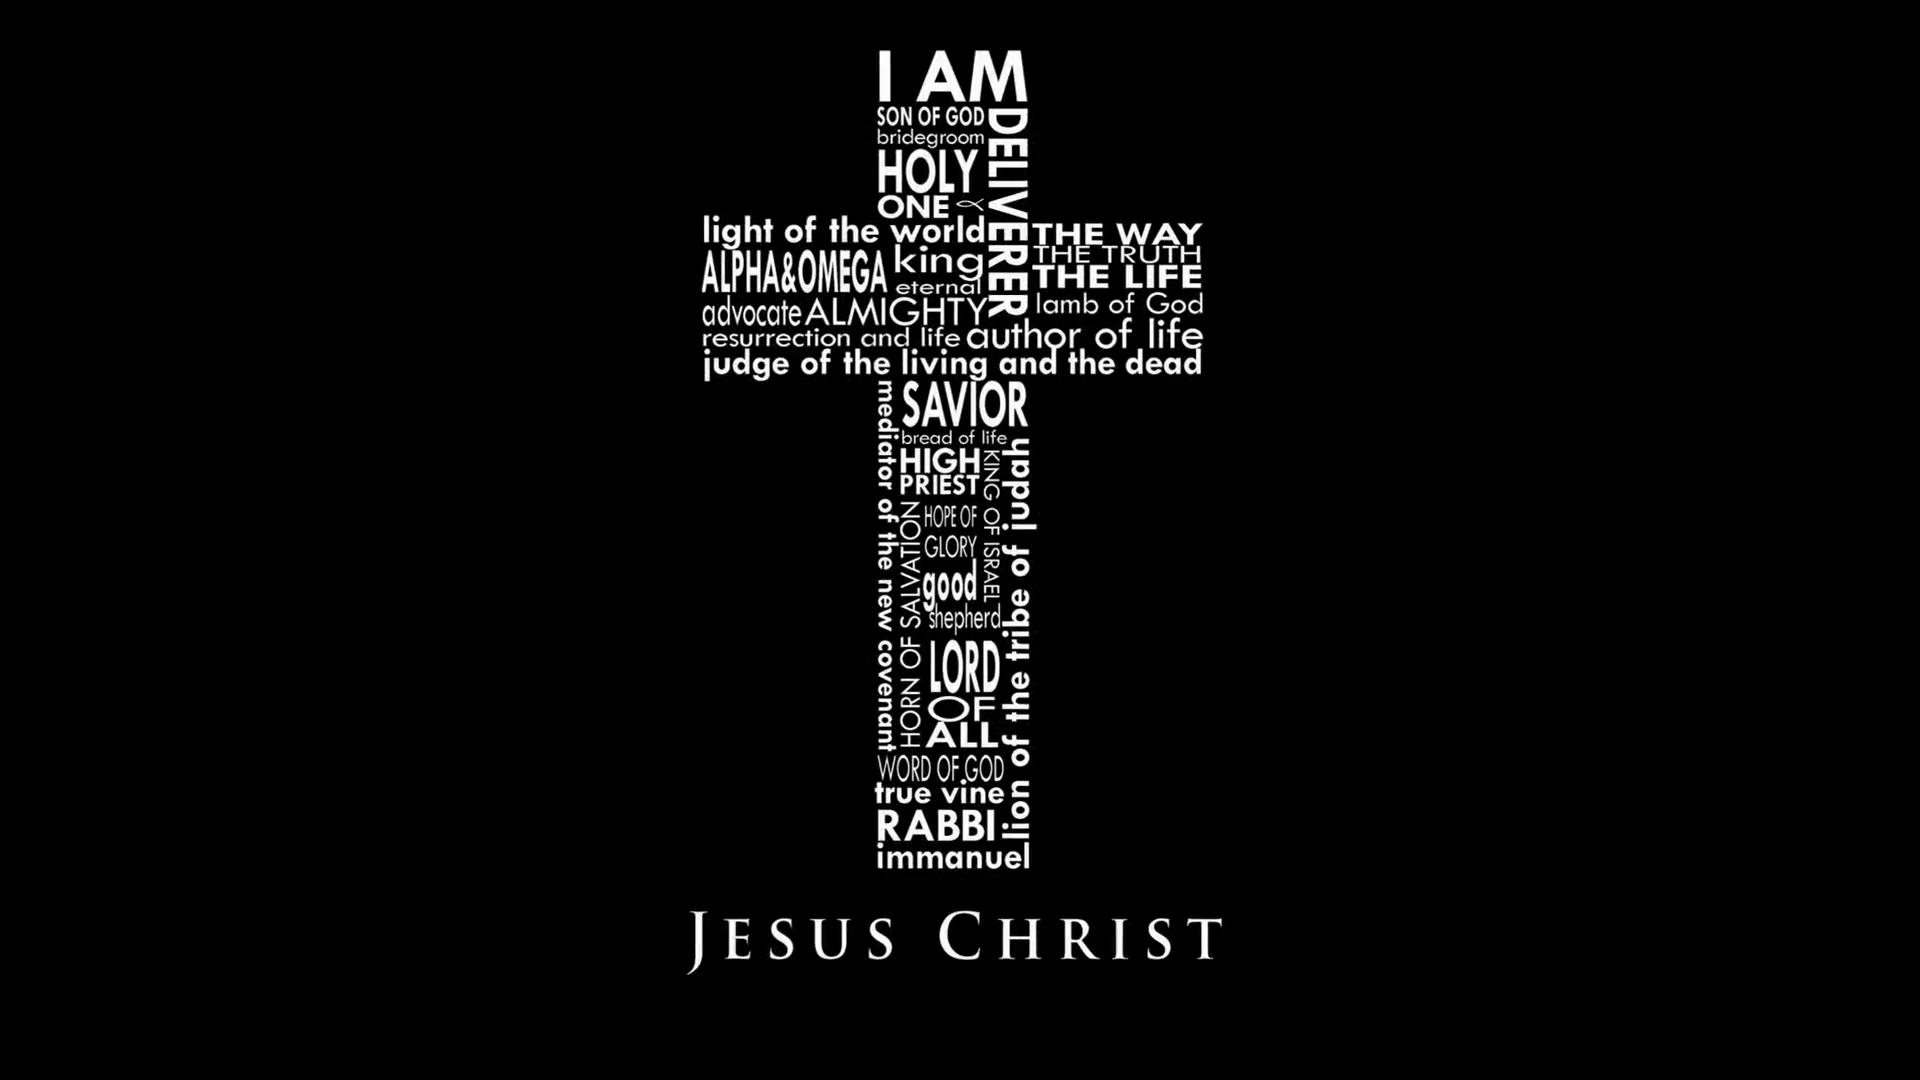 I AM
SON OF GOD
bridegroom
HOLY
ONE
DELIVERER
light of the world
ALPHA&OMEGA
king
eternal
THE WAY
THE TRUTH
THE LIFE
advocate ALMIGHTY
lamb of God
resurrection and life author of life
judge of the living and the dead
mediator of the new covenant
SAVIOR
bread of life
HIGH
PRIEST
KING OF ISRAEL
lion of the tribe of judah
HORN OF SALVATION
HOPE OF
GLORY
good
shepherd
LORD
OF
ALL
WORD OF GOD
true vine
RABBI
immanuel
JESUS CHRIST